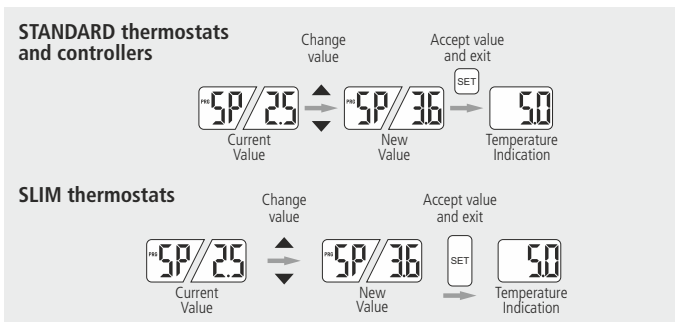 STANDARD thermostats
and controllers
Change
value
Accept value
and exit
SET
PRG SP/2.5
PRG SP/3.6
5.0
Current
Value
New
Value
Temperature
Indication
SLIM thermostats
Change
value
Accept value
and exit
PRG SP/2.5
PRG SP/3.6
SET
5.0
Current
Value
New
Value
Temperature
Indication